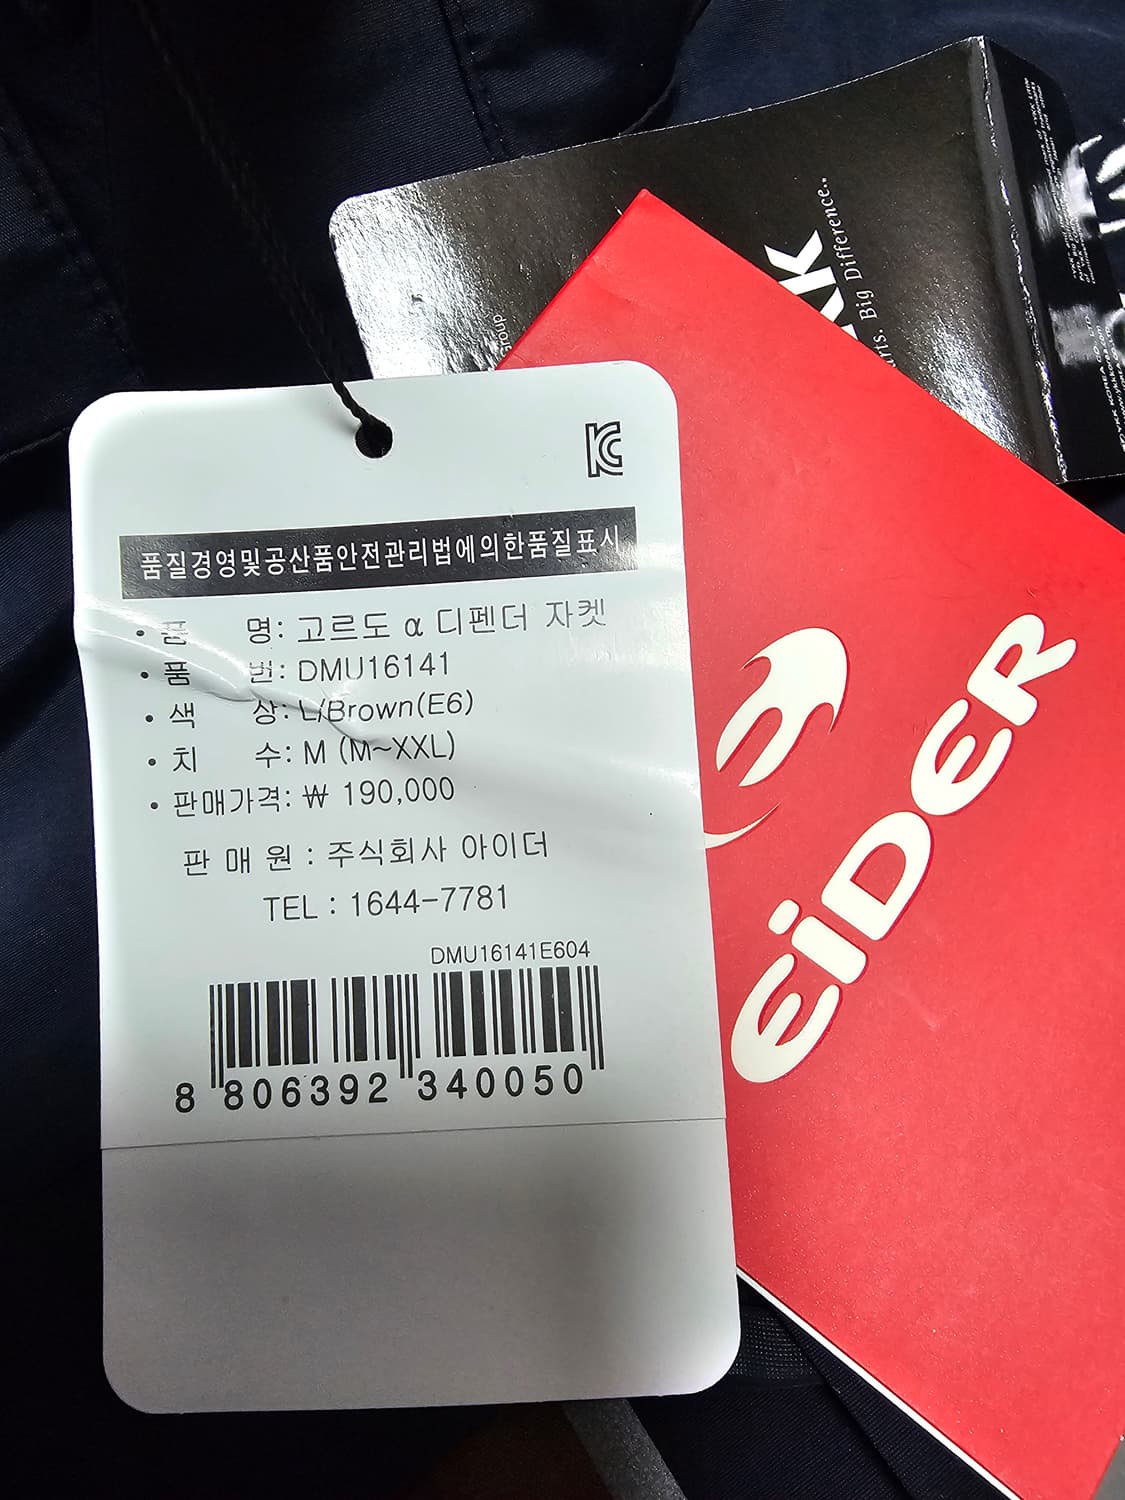 KC
품질경영및공산품안전관리법에의한품질표시
• 품 명: 고르도 α 디펜더 자켓
• 품 번: DMU16141
• 색 상: L/Brown(E6)
• 치 수: M (M~XXL)
• 판매가격: ₩ 190,000
판 매 원 : 주식회사 아이더
TEL : 1644-7781
DMU16141E604
8 806392 340050
EiDER
Big Difference..